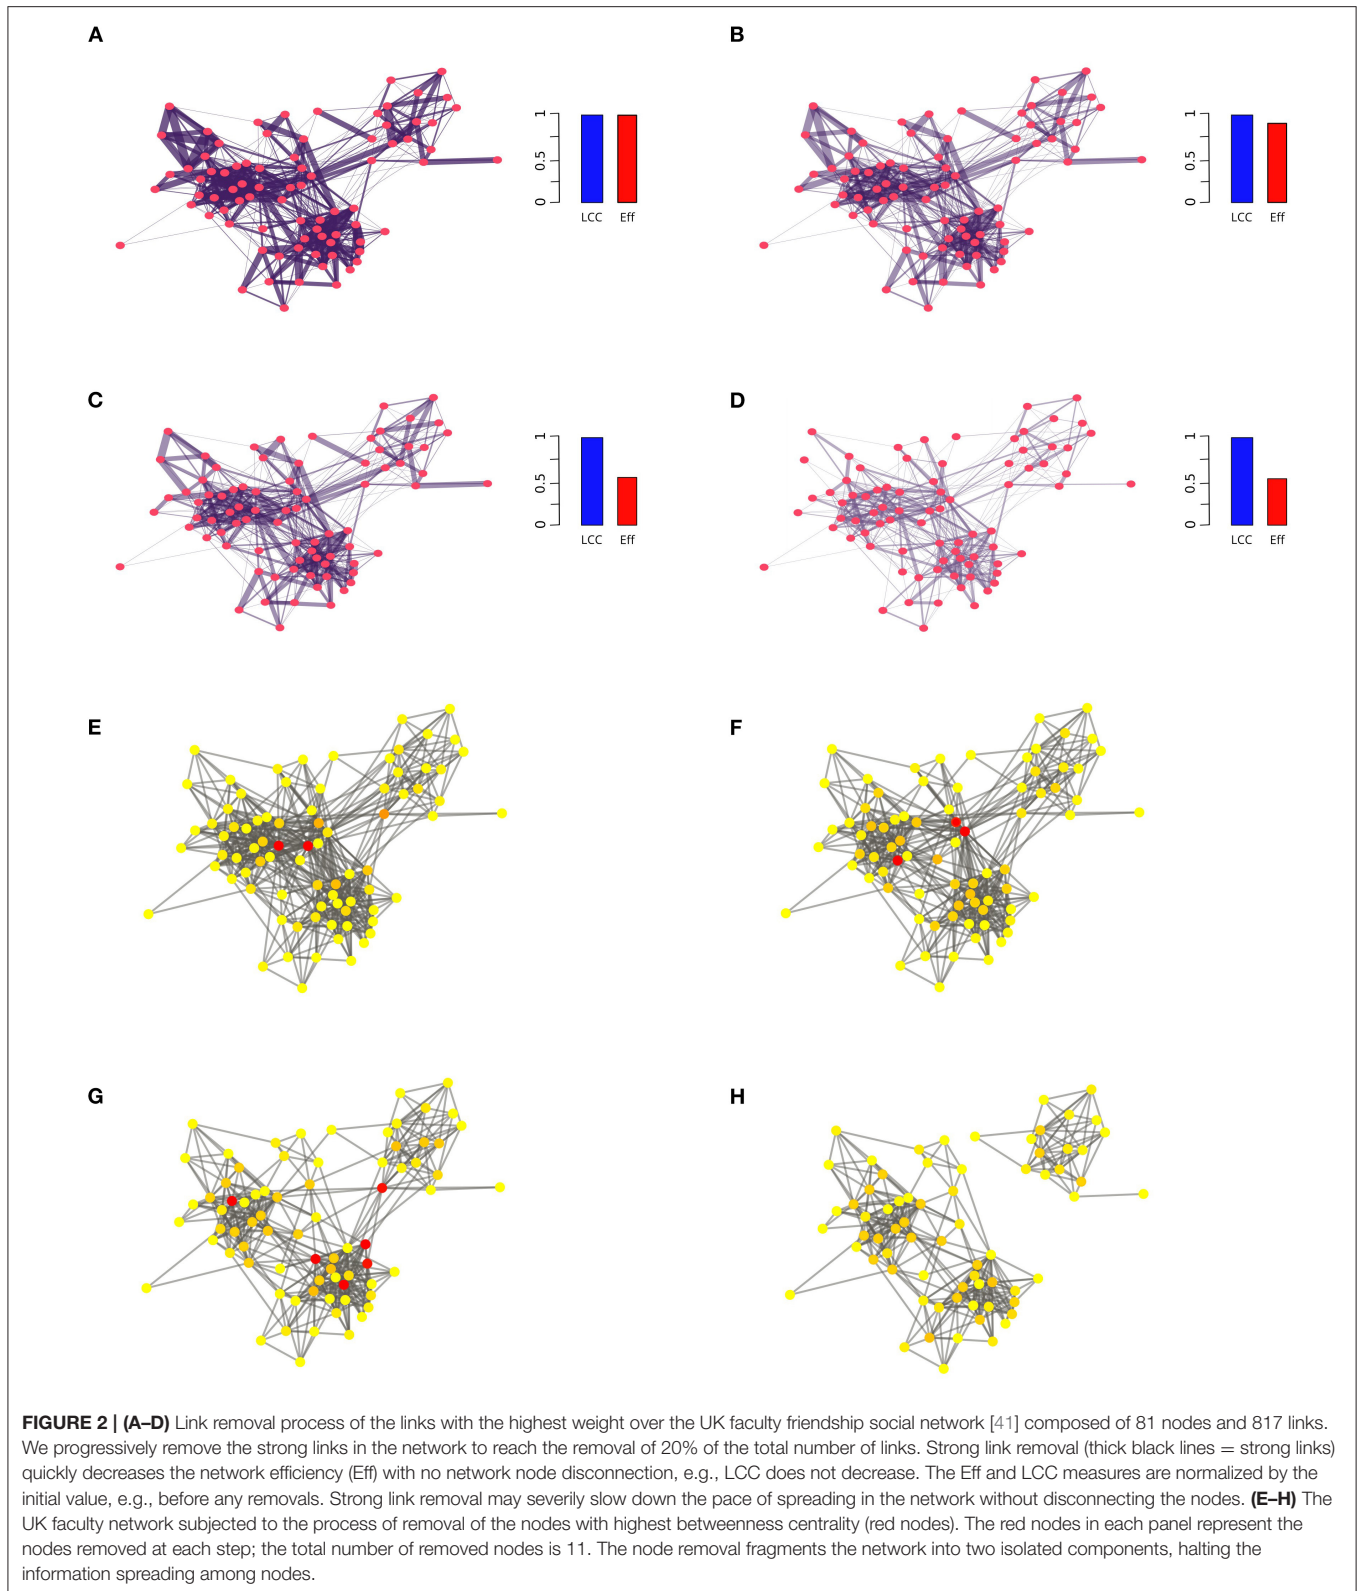 A
B
1
0.5
0
LCC Eff
1
0.5
0
LCC Eff
C
D
1
0.5
0
LCC Eff
1
0.5
0
LCC Eff
E
F
G
H
FIGURE 2 | (A–D) Link removal process of the links with the highest weight over the UK faculty friendship social network [41] composed of 81 nodes and 817 links.
We progressively remove the strong links in the network to reach the removal of 20% of the total number of links. Strong link removal (thick black lines = strong links)
quickly decreases the network efficiency (Eff) with no network node disconnection, e.g., LCC does not decrease. The Eff and LCC measures are normalized by the
initial value, e.g., before any removals. Strong link removal may severily slow down the pace of spreading in the network without disconnecting the nodes. (E–H) The
UK faculty network subjected to the process of removal of the nodes with highest betweenness centrality (red nodes). The red nodes in each panel represent the
nodes removed at each step; the total number of removed nodes is 11. The node removal fragments the network into two isolated components, halting the
information spreading among nodes.